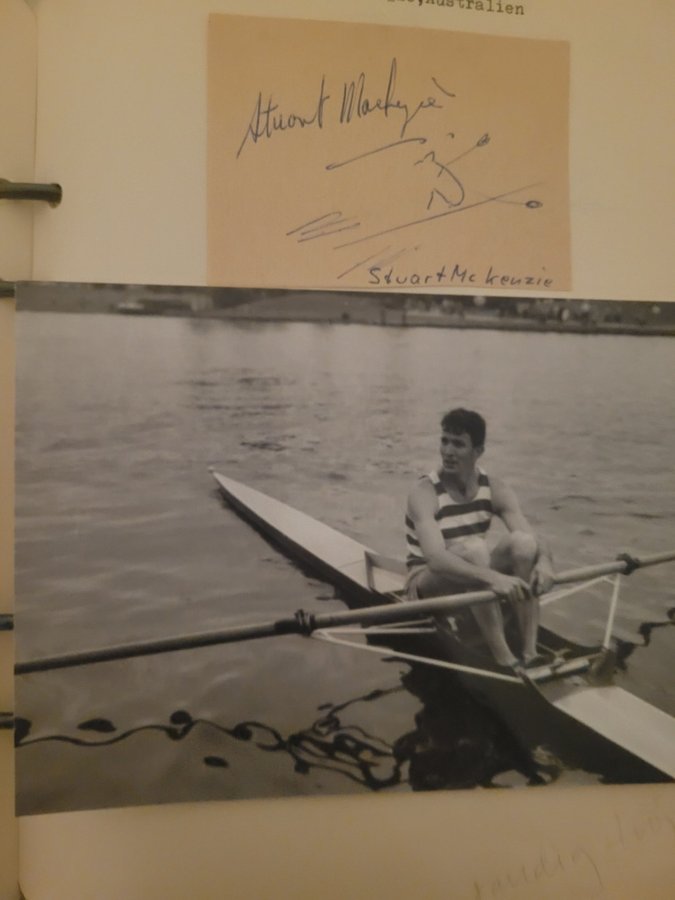 ,Australien
Stuart Mackenzie
Stuart McKenzie